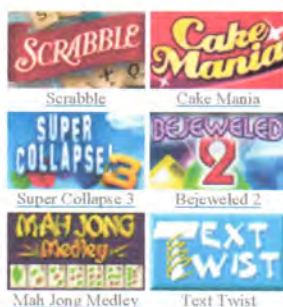 SCRABBLE
Cake
Mania
Scrabble
Cake Mania
SUPER
COLLAPSE!
3
BEJEWELED
2
Super Collapse 3
Bejeweled 2
MAH JONG
Medley
TEXT
TWIST
Mah Jong Medley
Text Twist